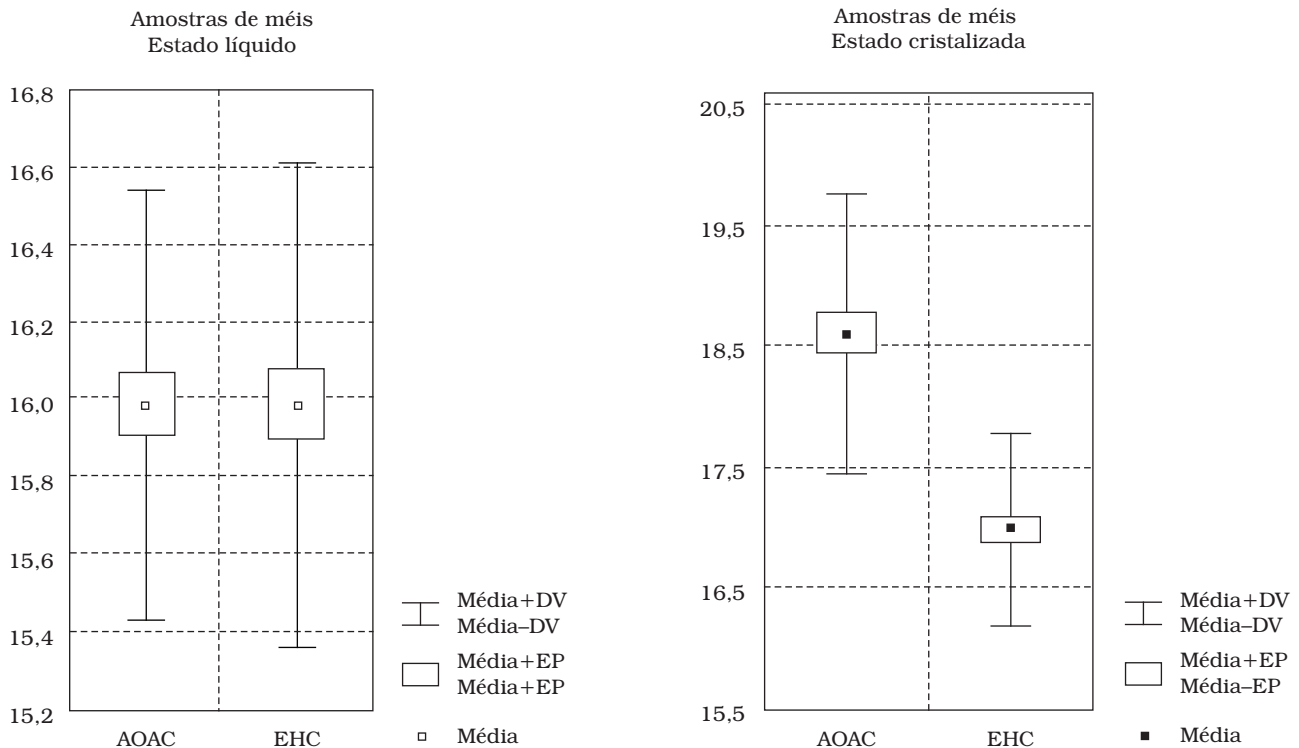 Amostras de méis
Estado líquido
16,8
16,6
16,4
16,2
16,0
15,8
15,6
15,4
15,2
AOAC
EHC
Média+DV
Média–DV
Média+EP
Média+EP
Média
Amostras de méis
Estado cristalizada
20,5
19,5
18,5
17,5
16,5
15,5
AOAC
EHC
Média+DV
Média–DV
Média+EP
Média–EP
Média